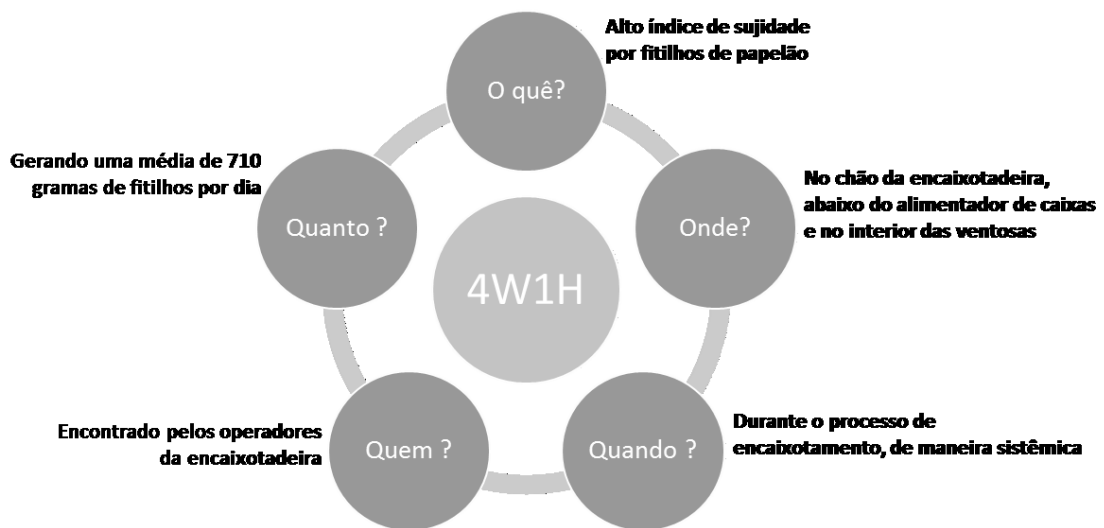 O quê?
Alto índice de sujidade
por fitilhos de papelão
Onde?
No chão da encaixotadeira,
abaixo do alimentador de caixas
e no interior das ventosas
Quando ?
Durante o processo de
encaixotamento, de maneira sistêmica
Quem ?
Encontrado pelos operadores
da encaixotadeira
Quanto ?
Gerando uma média de 710
gramas de fitilhos por dia
4W1H